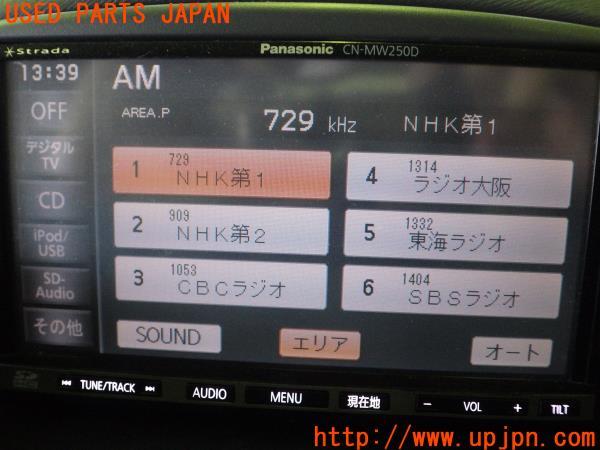 USED PARTS JAPAN
Strada
Panasonic CN-MW250D
13:39
AM
OFF
AREA.P
729 kHz
NHK第1
デジタル
TV
1 729 NHK第1
4 1314 ラジオ大阪
CD
2 909 NHK第2
5 1332 東海ラジオ
iPod/
USB
SD-
Audio
3 1053 CBCラジオ
6 1404 SBSラジオ
その他
SOUND
エリア
オート
TUNE/TRACK
AUDIO
MENU
現在地
− VOL +
TILT
http://www.upjpn.com/